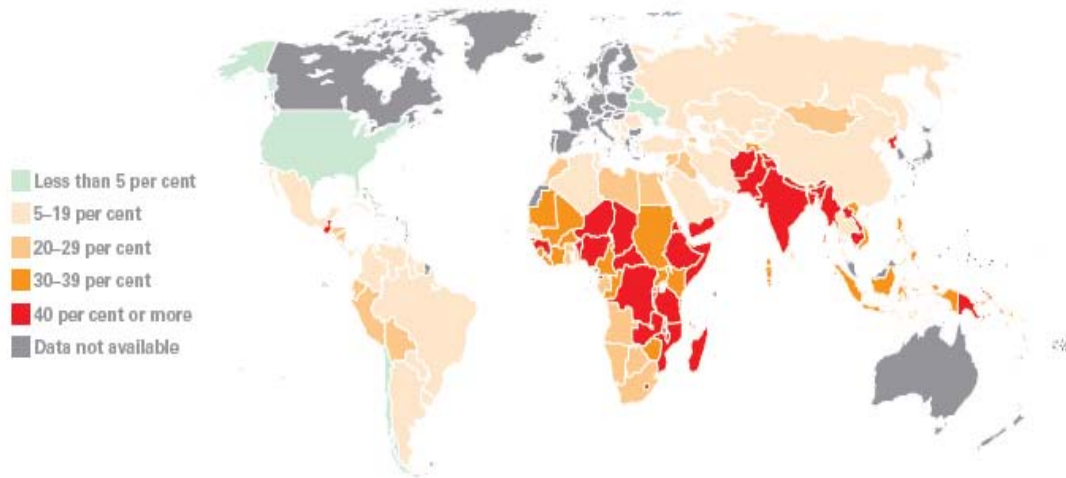 Less than 5 per cent
5–19 per cent
20–29 per cent
30–39 per cent
40 per cent or more
Data not available